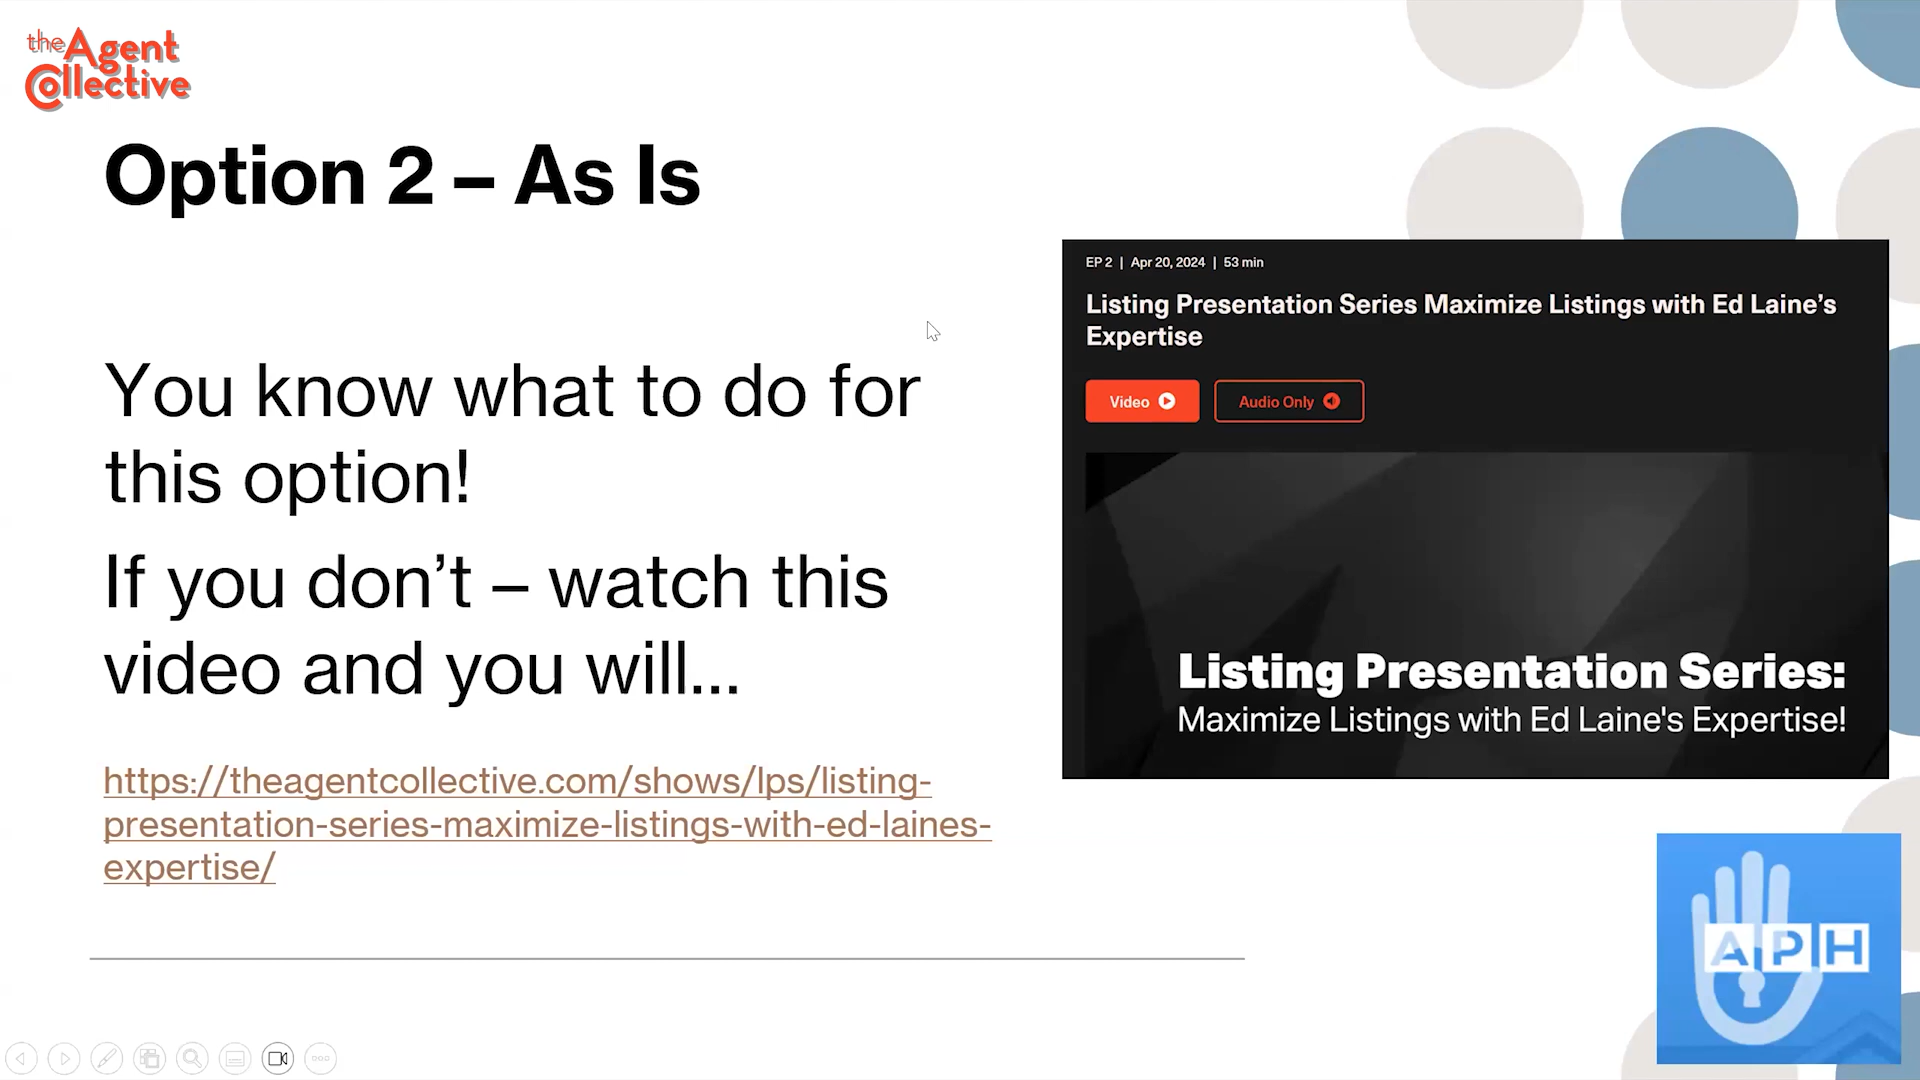 the Agent
Collective
Option 2 – As Is
You know what to do for
this option!
If you don’t – watch this
video and you will...
https://theagentcollective.com/shows/lps/listing-
presentation-series-maximize-listings-with-ed-laines-
expertise/
EP 2 | Apr 20, 2024 | 53 min
Listing Presentation Series Maximize Listings with Ed Laine’s
Expertise
Video
Audio Only
Listing Presentation Series:
Maximize Listings with Ed Laine's Expertise!
APH